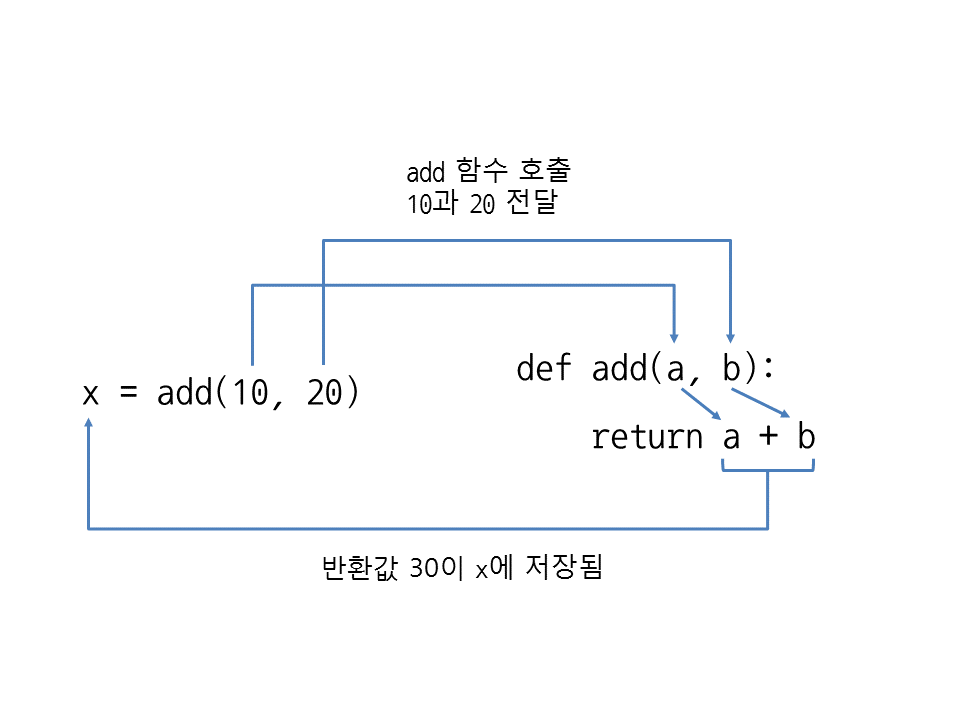 add 함수 호출
10과 20 전달
x = add(10, 20)
def add(a, b):
return a + b
반환값 30이 x에 저장됨